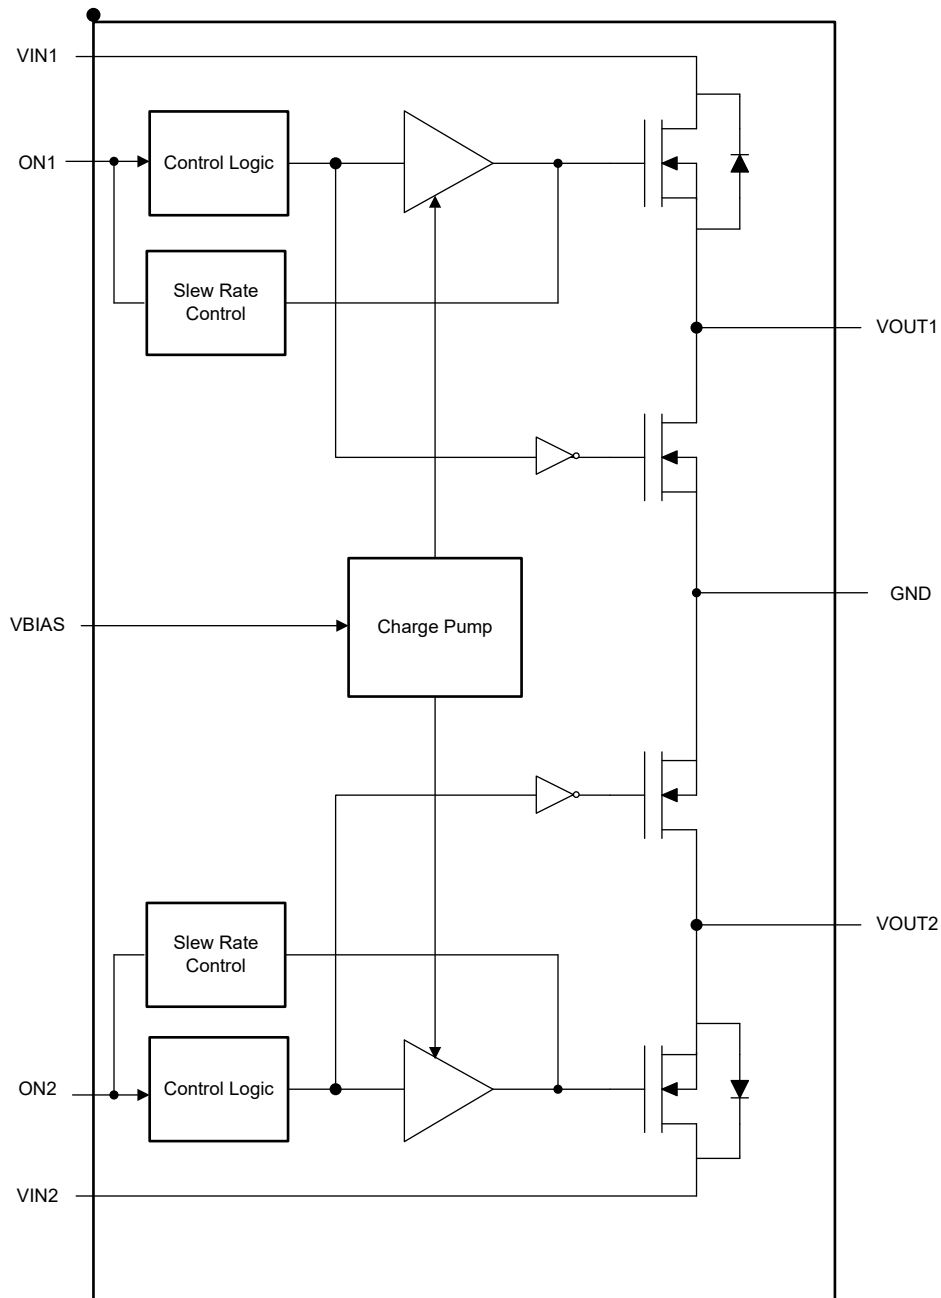 VIN1
ON1
Control Logic
Slew Rate
Control
VOUT1
GND
VBIAS
Charge Pump
Slew Rate
Control
VOUT2
ON2
Control Logic
VIN2